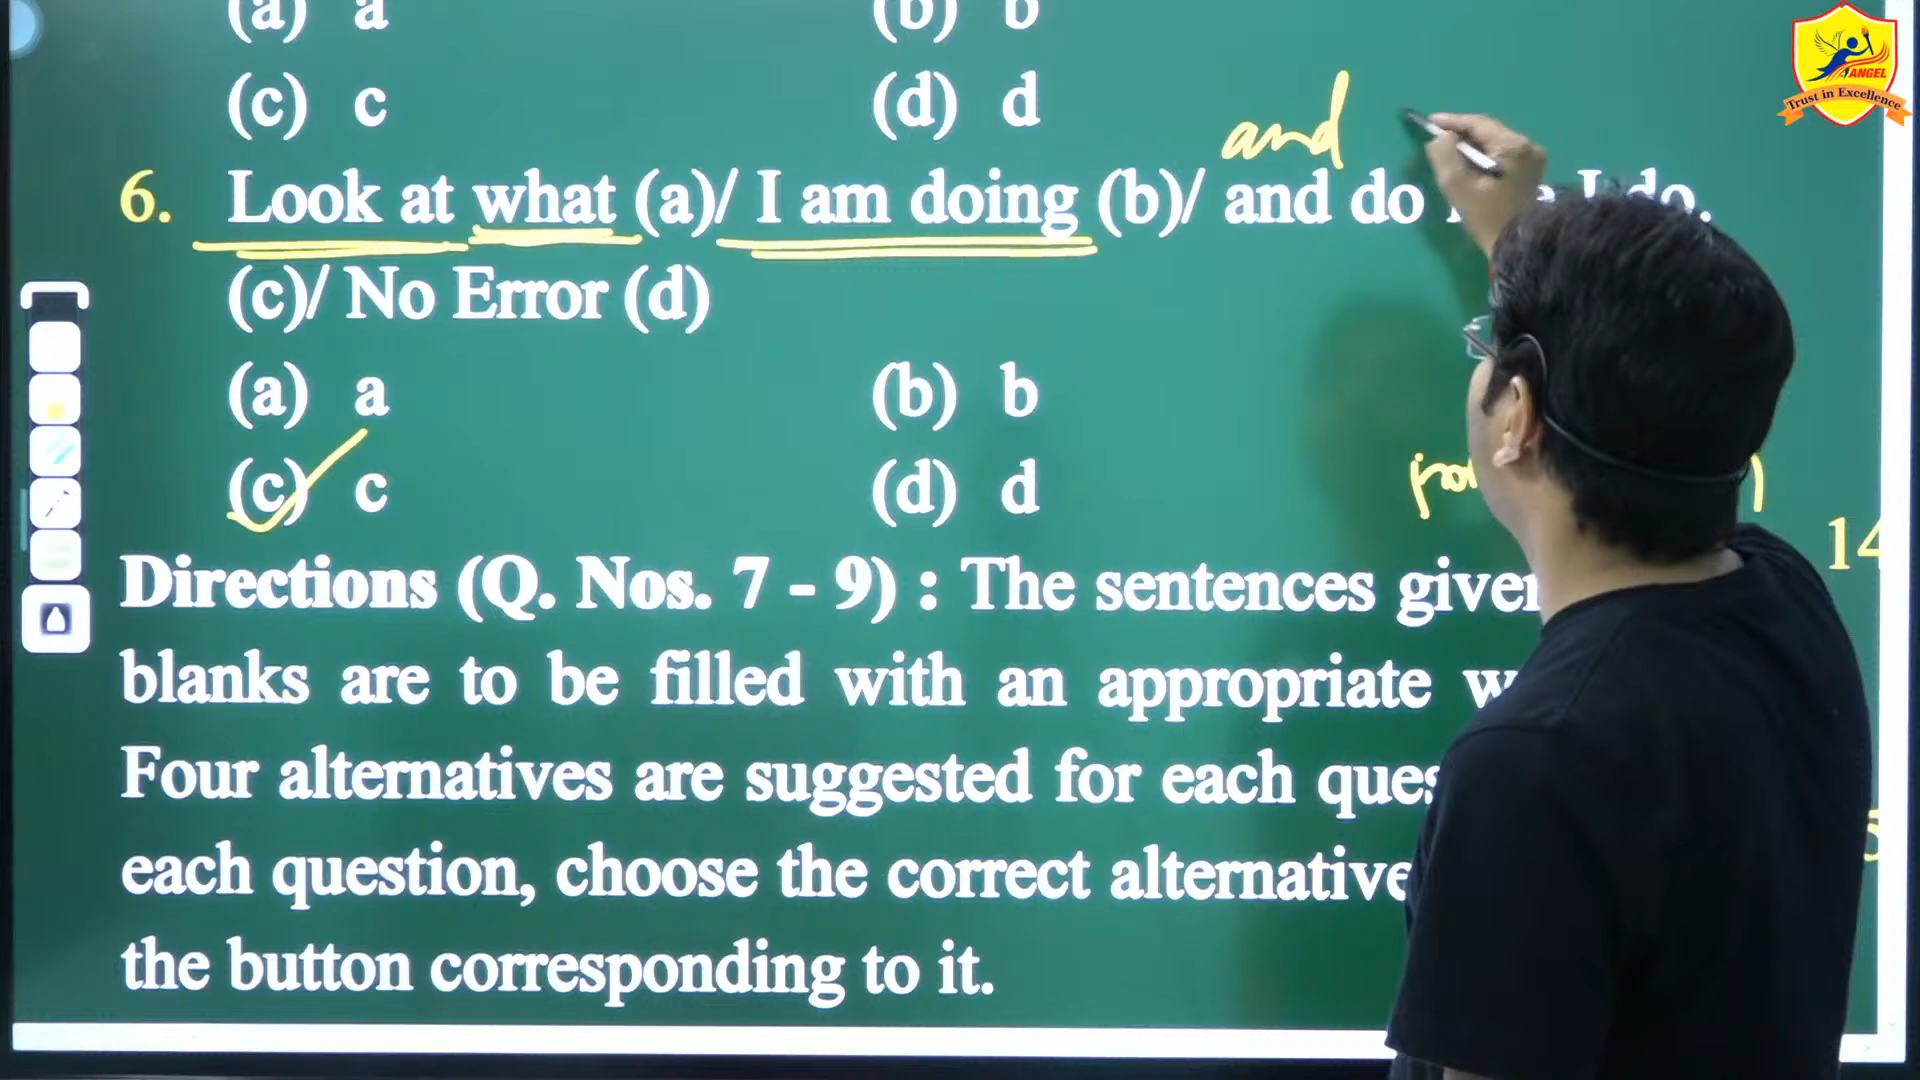 (a) a (b) b
(c) c (d) d
and
6. Look at what (a)/ I am doing (b)/ and do I do.
(c)/ No Error (d)
(a) a (b) b
(c) c (d) d
14
Directions (Q. Nos. 7 - 9) : The sentences given
blanks are to be filled with an appropriate
Four alternatives are suggested for each
each question, choose the correct alternative
the button corresponding to it.
5
ANGEL
Trust in Excellence